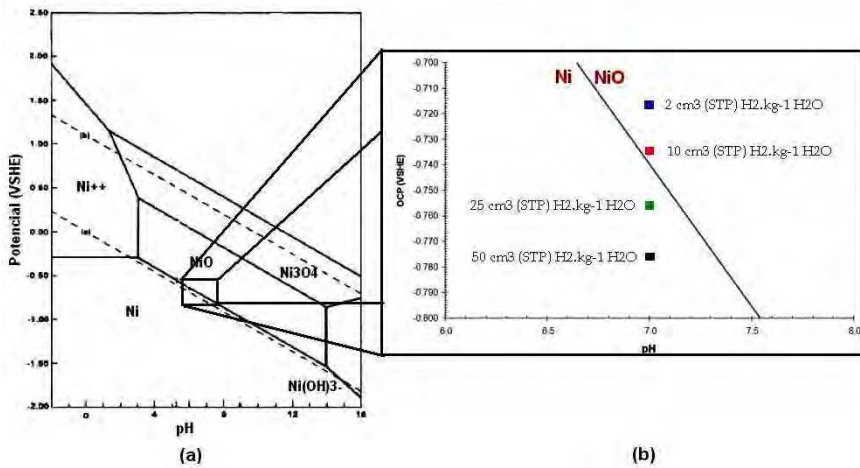 2.50
2.00
1.50
1.00
0.50
0.00
-0.50
-1.00
-1.50
-2.00
Potencial (VSHE)
(b)
Ni++
(a)
NiO
Ni3O4
Ni
Ni(OH)3-
0 4 8 12 16
pH
(a)
-0.700
-0.710
-0.720
-0.730
-0.740
-0.750
-0.760
-0.770
-0.780
-0.790
-0.800
OCP (VSHE)
Ni NiO
2 cm3 (STP) H2.kg-1 H2O
10 cm3 (STP) H2.kg-1 H2O
25 cm3 (STP) H2.kg-1 H2O
50 cm3 (STP) H2.kg-1 H2O
6.0 6.5 7.0 7.5 8.0
pH
(b)